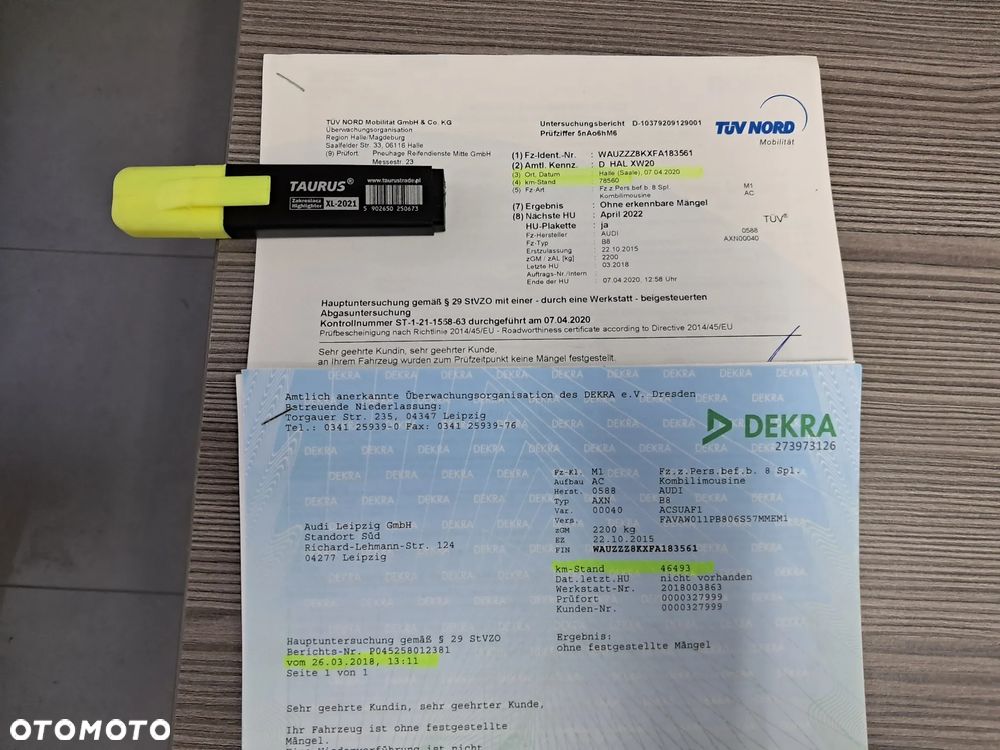 TÜV NORD Mobilität GmbH & Co. KG
Überwachungsorganisation
Region Halle/Magdeburg
Saalfelder Str. 33, 06116 Halle
(9) Prüfort Pneu Reifendienste Mitte GmbH
Messestr. 23
Untersuchungsbericht D-10379209129001
Prüfziffer 5nAo6hM6
TÜV NORD
Mobilität
(1) Fz-Ident.-Nr. : WAUZZZ8KXFA183561
(2) Amtl. Kennz. : D HAL XW20
(3) Ort, Datum : Halle (Saale), 07.04.2020
(4) km-Stand : 78560
(5) Fz-Art : Fz.z.Pers.bef.b. 8 Spl. M1
Kombilimousine AC
(7) Ergebnis : Ohne erkennbare Mängel
(8) Nächste HU : April 2022
HU-Plakette : ja
TÜV®
Fz-Hersteller : AUDI 0588
Fz-Typ : B8 AXN00040
Erstzulassung : 22.10.2015
zGM / zAL [kg] : 2200
Letzte HU : 03.2018
Auftrags-Nr./intern :
Ende der HU : 07.04.2020, 12:58 Uhr
TAURUS®
www.taurustrade.pl
Zakreślacz
Highlighter XL-2021
5 902650 250673
Hauptuntersuchung gemäß § 29 StVZO mit einer - durch eine Werkstatt - beigesteuerten
Abgasuntersuchung
Kontrollnummer ST-1-21-1558-63 durchgeführt am 07.04.2020
Prüfbescheinigung nach Richtlinie 2014/45/EU - Roadworthiness certificate according to Directive 2014/45/EU
Sehr geehrte Kundin, sehr geehrter Kunde,
an Ihrem Fahrzeug wurden zum Prüfzeitpunkt keine Mängel festgestellt.
Amtlich anerkannte Überwachungsorganisation des DEKRA e.V. Dresden
Betreuende Niederlassung:
Torgauer Str. 235, 04347 Leipzig
Tel.: 0341 25939-0 Fax: 0341 25939-76
DEKRA
273973126
Fz-Kl. M1 Fz.z.Pers.bef.b. 8 Spl.
Aufbau AC Kombilimousine
Herst. 0588 AUDI
Typ AXN B8
Var. 00040 ACSUAF1
Vers. FAVAW011PB806S57MMEM1
zGM 2200 kg
EZ 22.10.2015
FIN WAUZZZ8KXFA183561
Audi Leipzig GmbH
Standort Süd
Richard-Lehmann-Str. 124
04277 Leipzig
km-Stand 46493
Dat.letzt.HU nicht vorhanden
Werkstatt-Nr. 2018003863
Prüfort 0000327999
Kunden-Nr. 0000327999
Hauptuntersuchung gemäß § 29 StVZO
Berichts-Nr. P045258012381
vom 26.03.2018, 13:11
Seite 1 von 1
Ergebnis:
ohne festgestellte Mängel
Sehr geehrte Kundin, sehr geehrter Kunde,
Ihr Fahrzeug ist ohne festgestellte
Mängel.
OTOMOTO